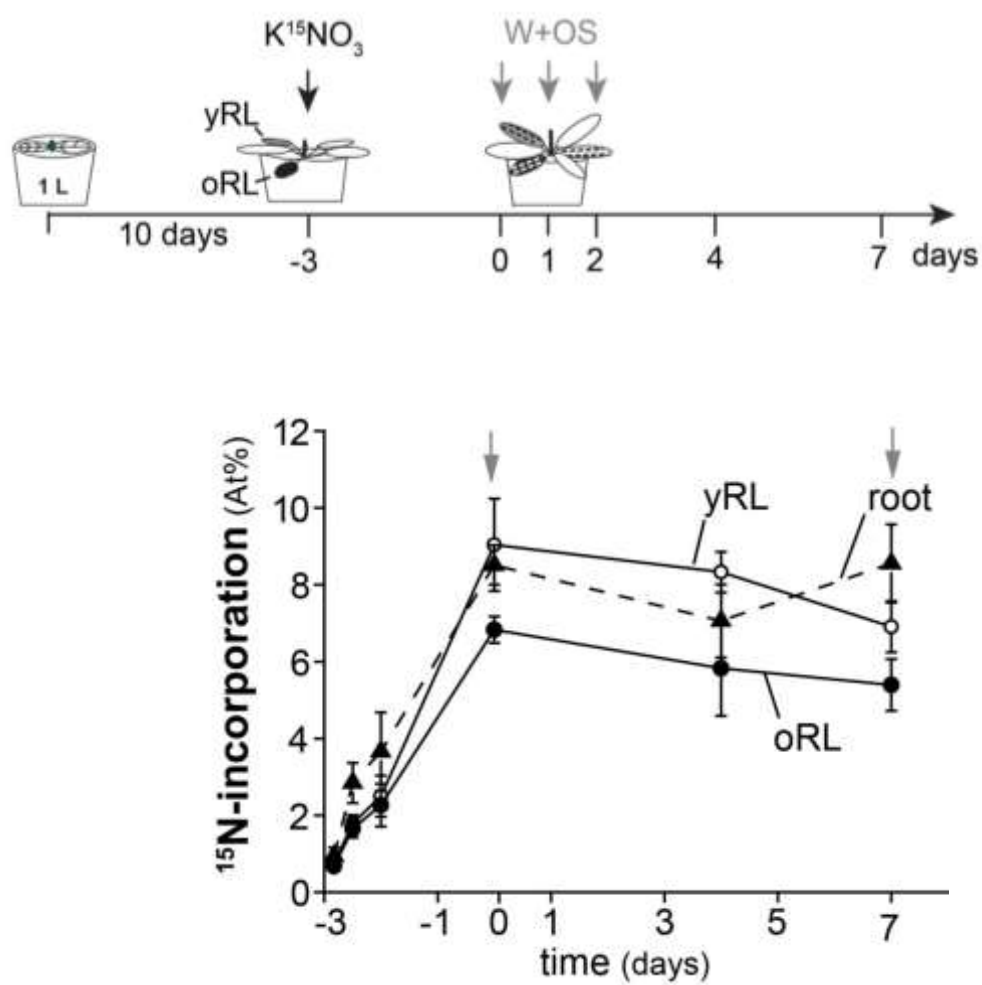 K¹⁵NO₃
W+OS
yRL
oRL
1 L
10 days
-3 0 1 2 4 7 days
12
10
8
6
4
2
0
¹⁵N-incorporation (At%)
yRL
root
oRL
-3 -1 0 1 3 5 7
time (days)